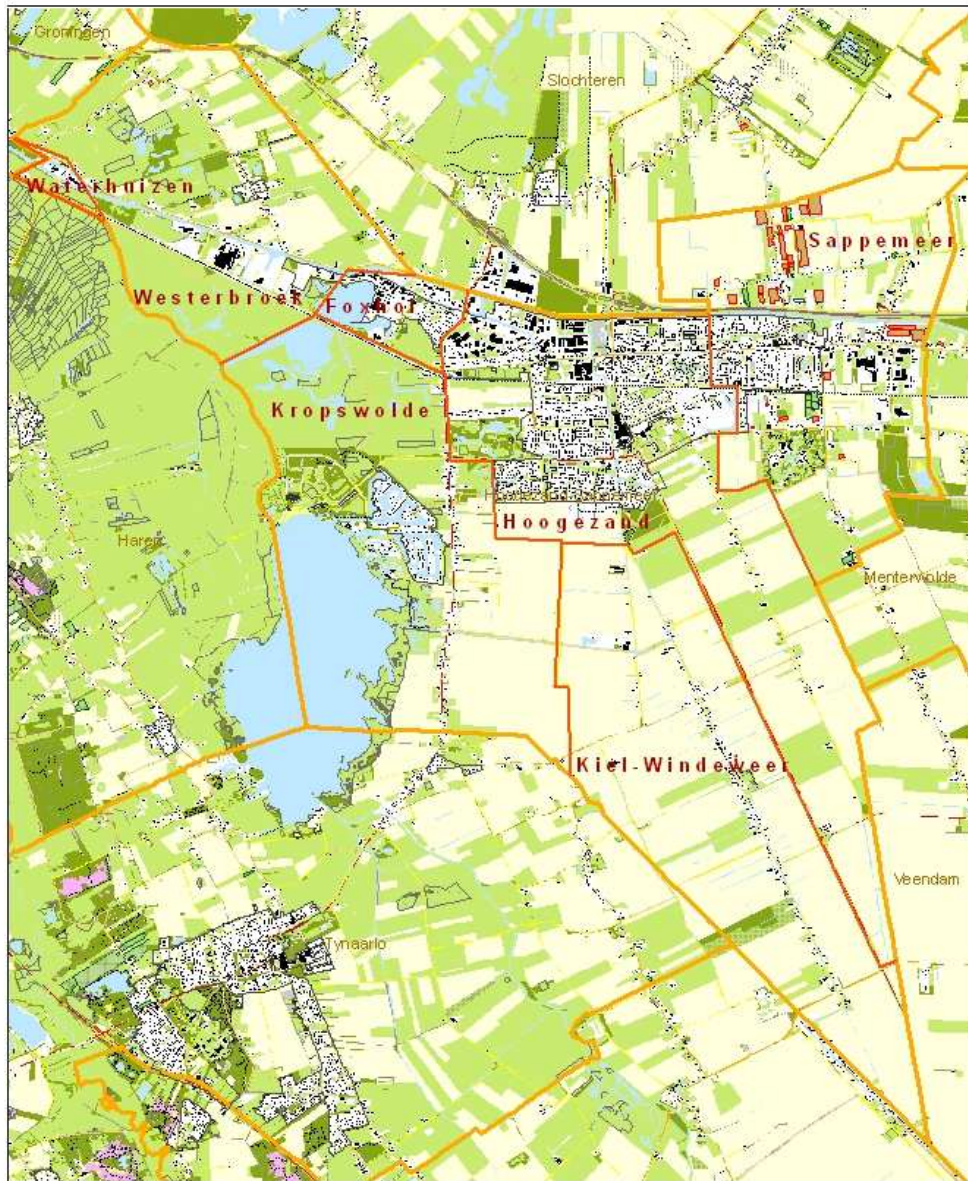 Groningen
Slochteren
Waterhuizen
Sappemeer
Westerbroek
Foxhol
Kropswolde
Hoogezand
Haren
Menterwolde
Kiel-Windeweer
Veendam
Tynaarlo